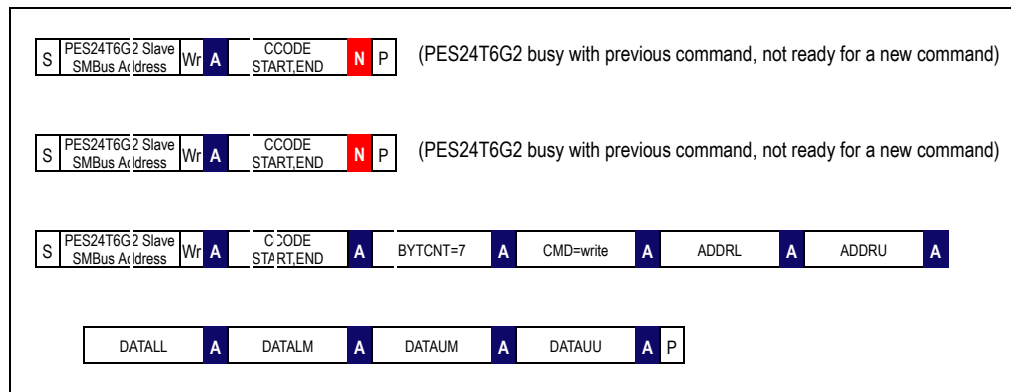 S PES24T6G2 Slave SMBus Address Wr A CCODE START,END N P (PES24T6G2 busy with previous command, not ready for a new command)
S PES24T6G2 Slave SMBus Address Wr A CCODE START,END N P (PES24T6G2 busy with previous command, not ready for a new command)
S PES24T6G2 Slave SMBus Address Wr A CCODE START,END A BYTCNT=7 A CMD=write A ADDRL A ADDRU A
DATALL A DATALM A DATAUM A DATAUU A P